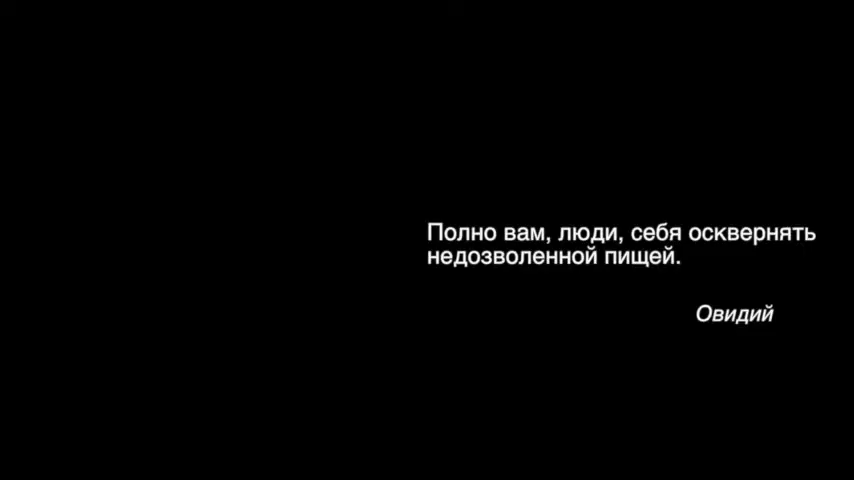 Полно вам, люди, себя осквернять
недозволенной пищей.
Овидий